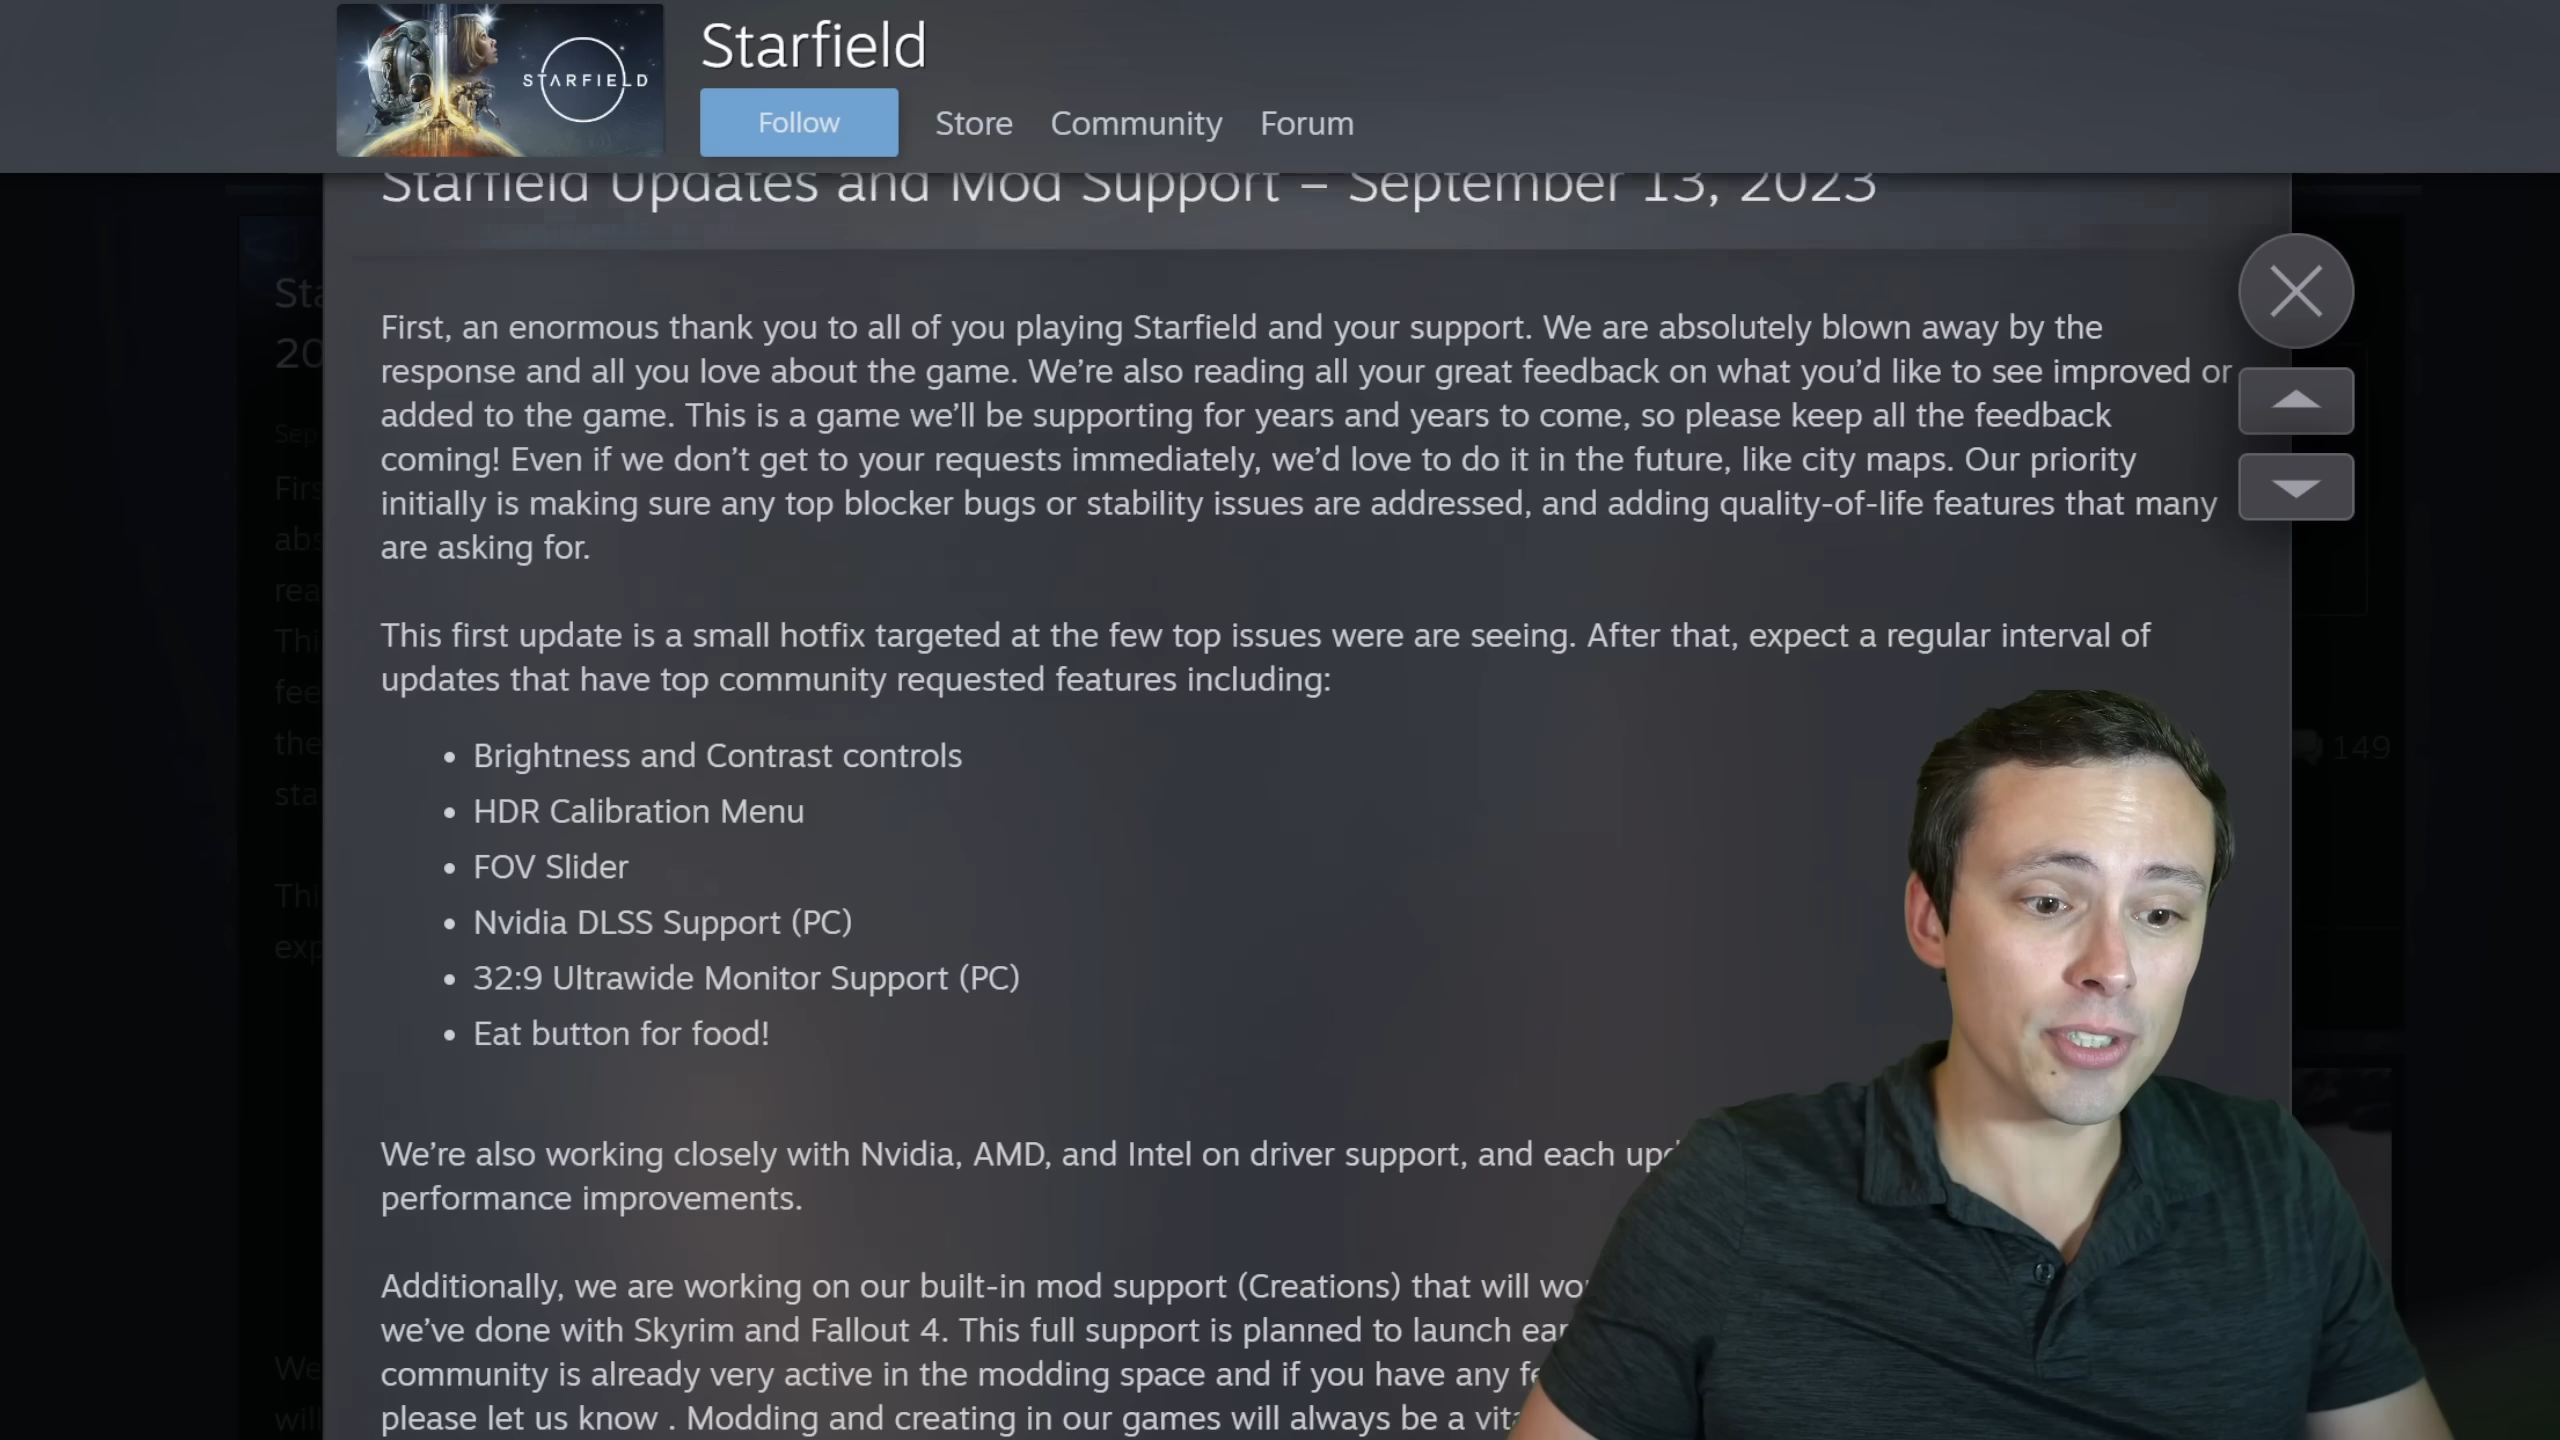 STARFIELD
Starfield
Follow
Store
Community
Forum
Starfield Updates and Mod Support – September 13, 2023
First, an enormous thank you to all of you playing Starfield and your support. We are absolutely blown away by the
response and all you love about the game. We’re also reading all your great feedback on what you’d like to see improved or
added to the game. This is a game we’ll be supporting for years and years to come, so please keep all the feedback
coming! Even if we don’t get to your requests immediately, we’d love to do it in the future, like city maps. Our priority
initially is making sure any top blocker bugs or stability issues are addressed, and adding quality-of-life features that many
are asking for.
This first update is a small hotfix targeted at the few top issues were are seeing. After that, expect a regular interval of
updates that have top community requested features including:
• Brightness and Contrast controls
• HDR Calibration Menu
• FOV Slider
• Nvidia DLSS Support (PC)
• 32:9 Ultrawide Monitor Support (PC)
• Eat button for food!
We’re also working closely with Nvidia, AMD, and Intel on driver support, and each
performance improvements.
Additionally, we are working on our built-in mod support (Creations) that will
we’ve done with Skyrim and Fallout 4. This full support is planned to launch
community is already very active in the modding space and if you have any
please let us know . Modding and creating in our games will always be a
149